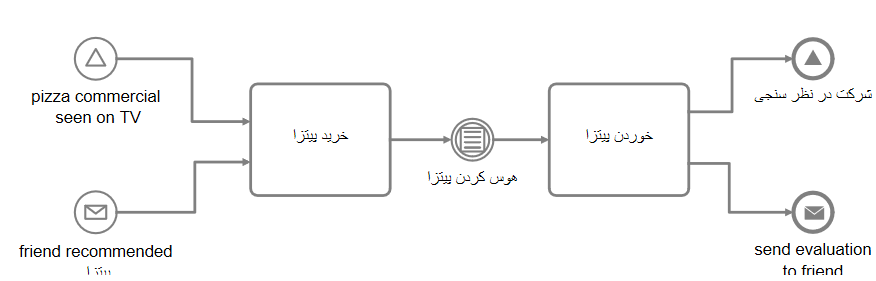 pizza commercial
seen on TV
خرید پیتزا
هوس کردن پیتزا
خوردن پیتزا
شرکت در نظر سنجی
friend recommended
پیتزا
send evaluation
to friend